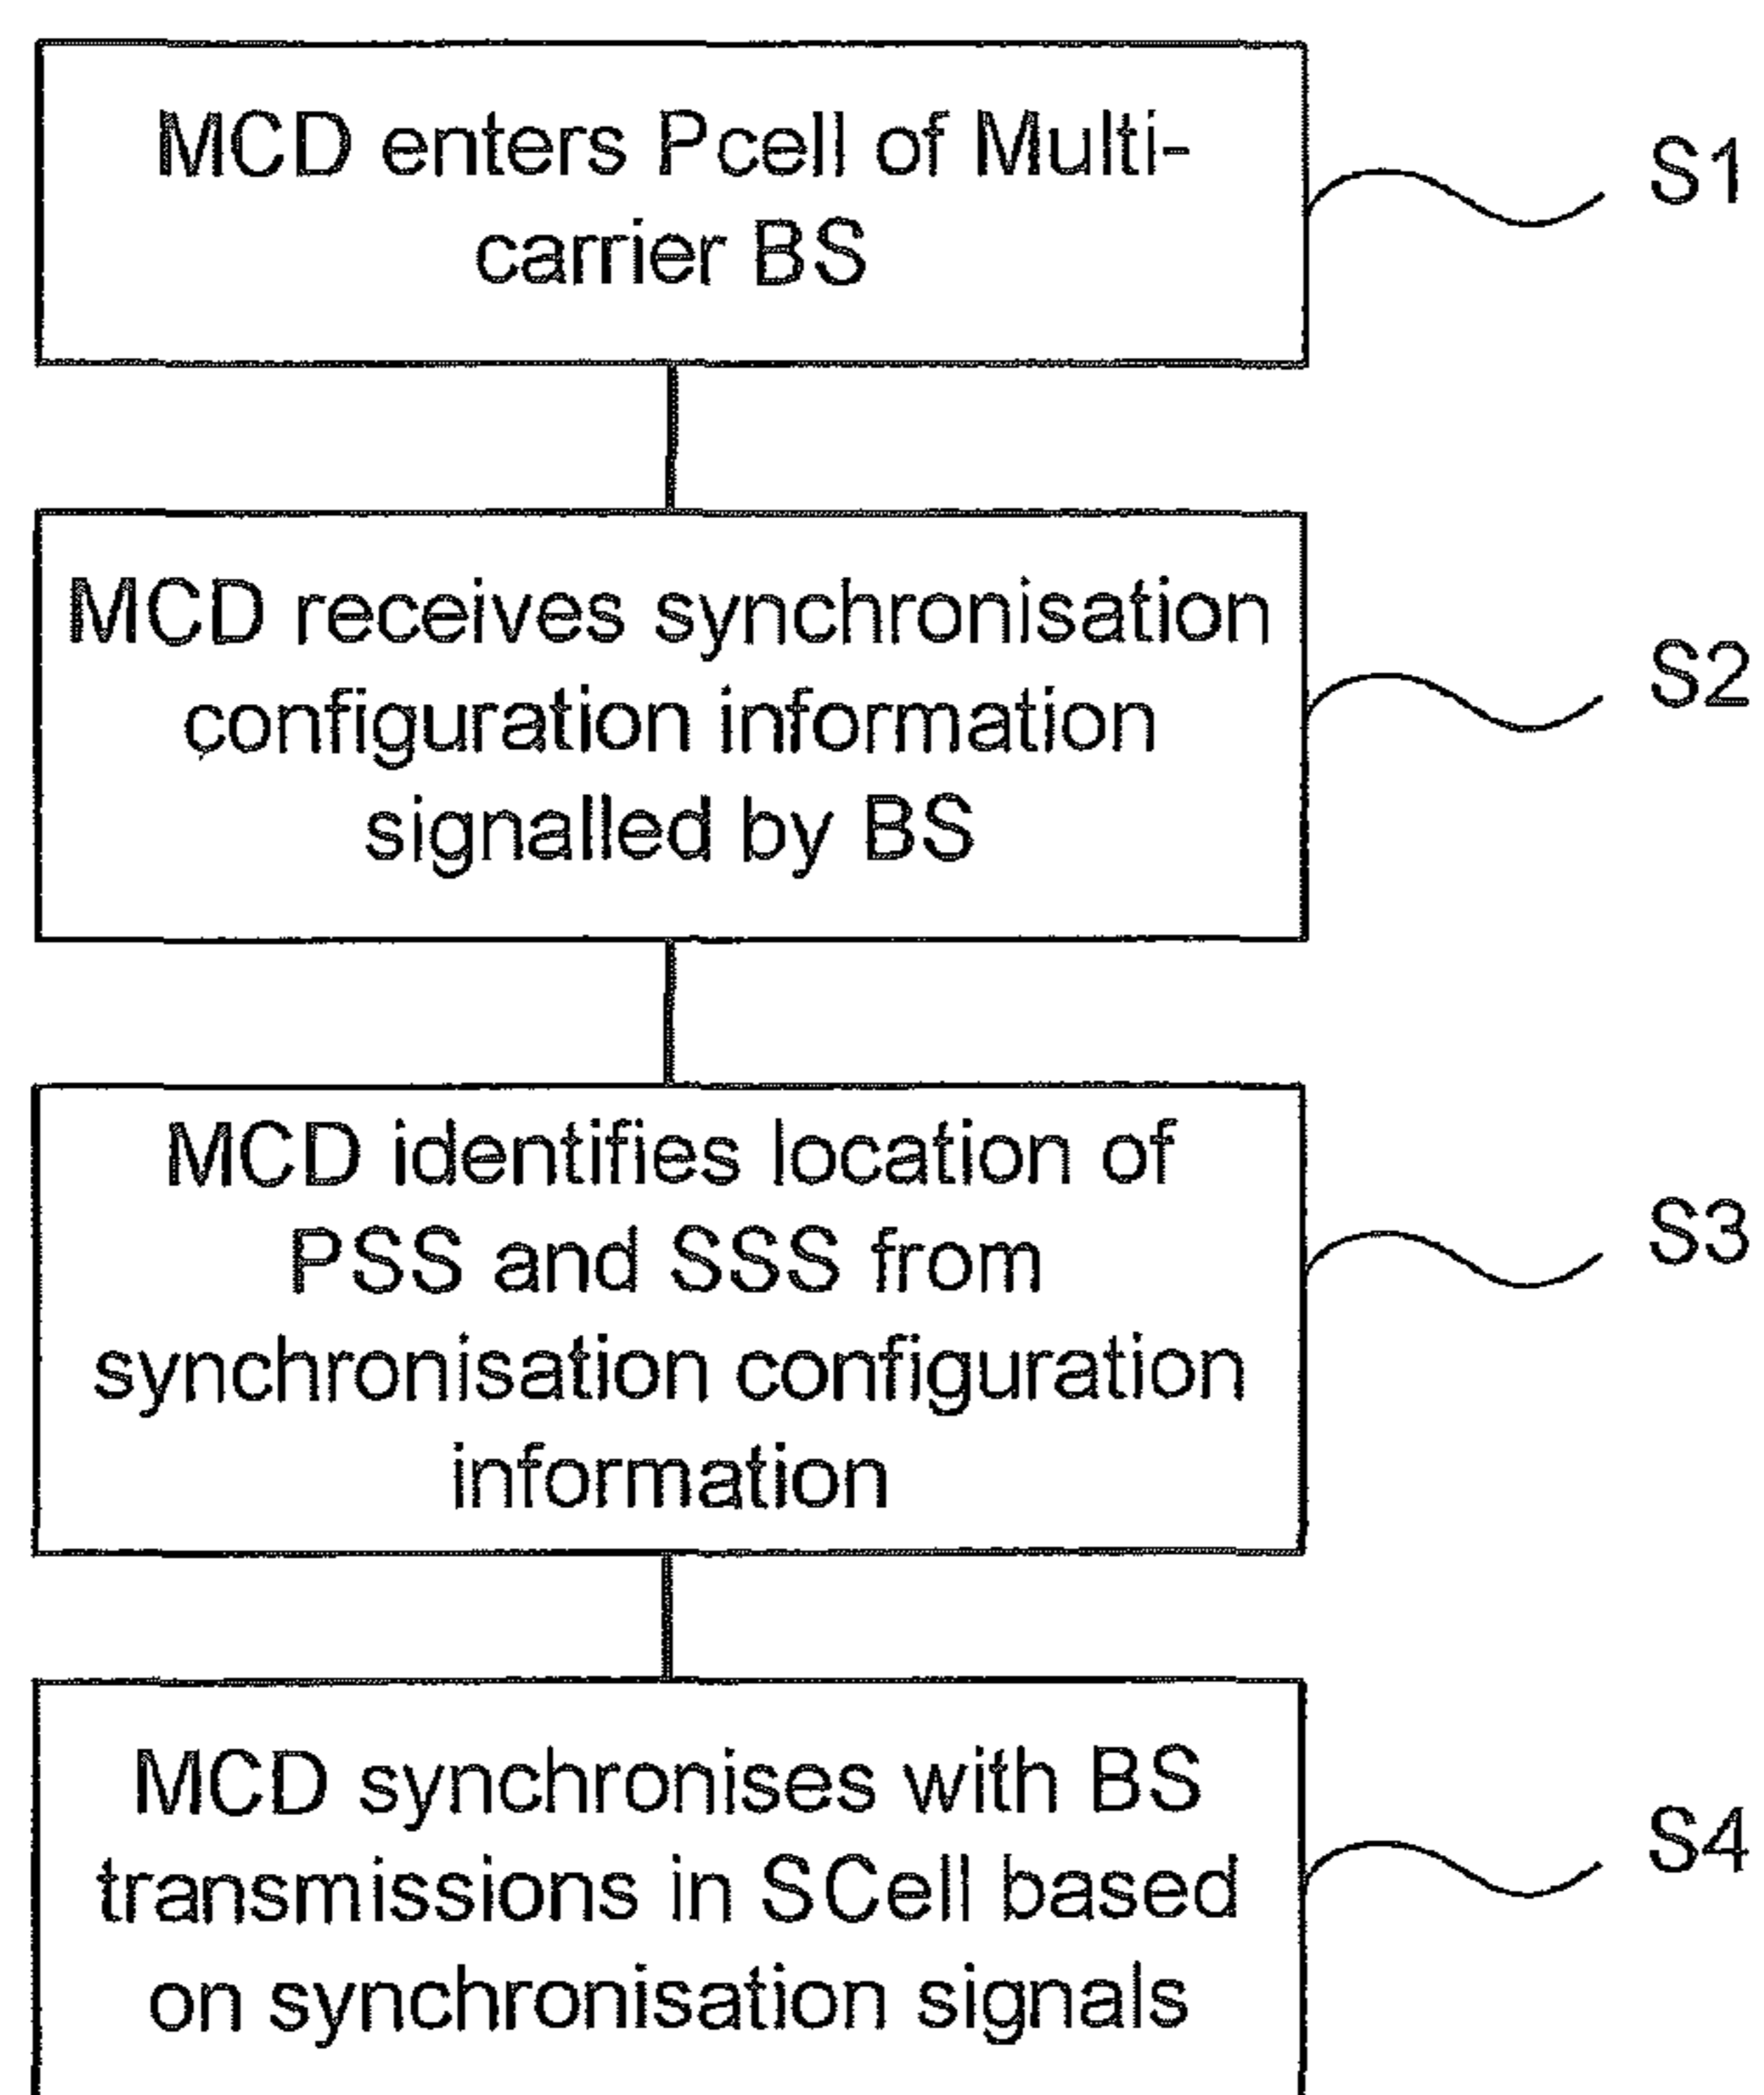 MCD enters Pcell of Multi-
carrier BS
S1
MCD receives synchronisation
configuration information
signalled by BS
S2
MCD identifies location of
PSS and SSS from
synchronisation configuration
information
S3
MCD synchronises with BS
transmissions in SCell based
on synchronisation signals
S4